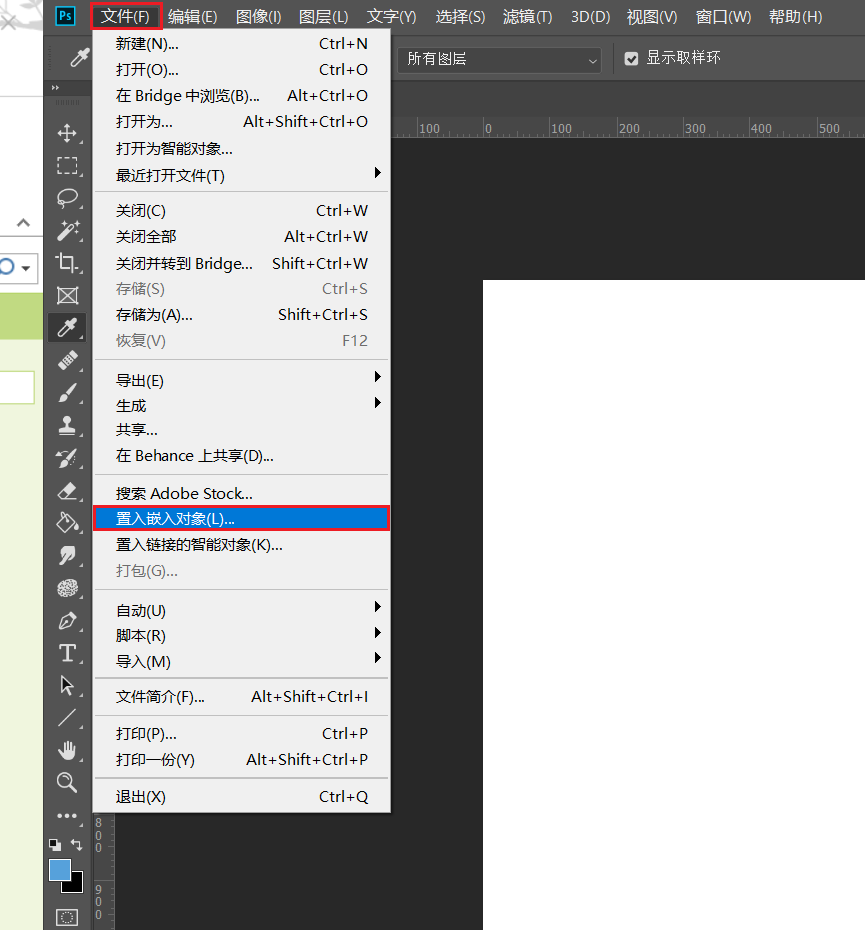 Ps 文件(F) 编辑(E) 图像(I) 图层(L) 文字(Y) 选择(S) 滤镜(T) 3D(D) 视图(V) 窗口(W) 帮助(H)
所有图层 显示取样环
新建(N)... Ctrl+N
打开(O)... Ctrl+O
在 Bridge 中浏览(B)... Alt+Ctrl+O
打开为... Alt+Shift+Ctrl+O
打开为智能对象...
最近打开文件(T)
关闭(C) Ctrl+W
关闭全部 Alt+Ctrl+W
关闭并转到 Bridge... Shift+Ctrl+W
存储(S) Ctrl+S
存储为(A)... Shift+Ctrl+S
恢复(V) F12
导出(E)
生成
共享...
在 Behance 上共享(D)...
搜索 Adobe Stock...
置入嵌入对象(L)...
置入链接的智能对象(K)...
打包(G)...
自动(U)
脚本(R)
导入(M)
文件简介(F)... Alt+Shift+Ctrl+I
打印(P)... Ctrl+P
打印一份(Y) Alt+Shift+Ctrl+P
退出(X) Ctrl+Q
100 0 100 200 300 400 500
800
900